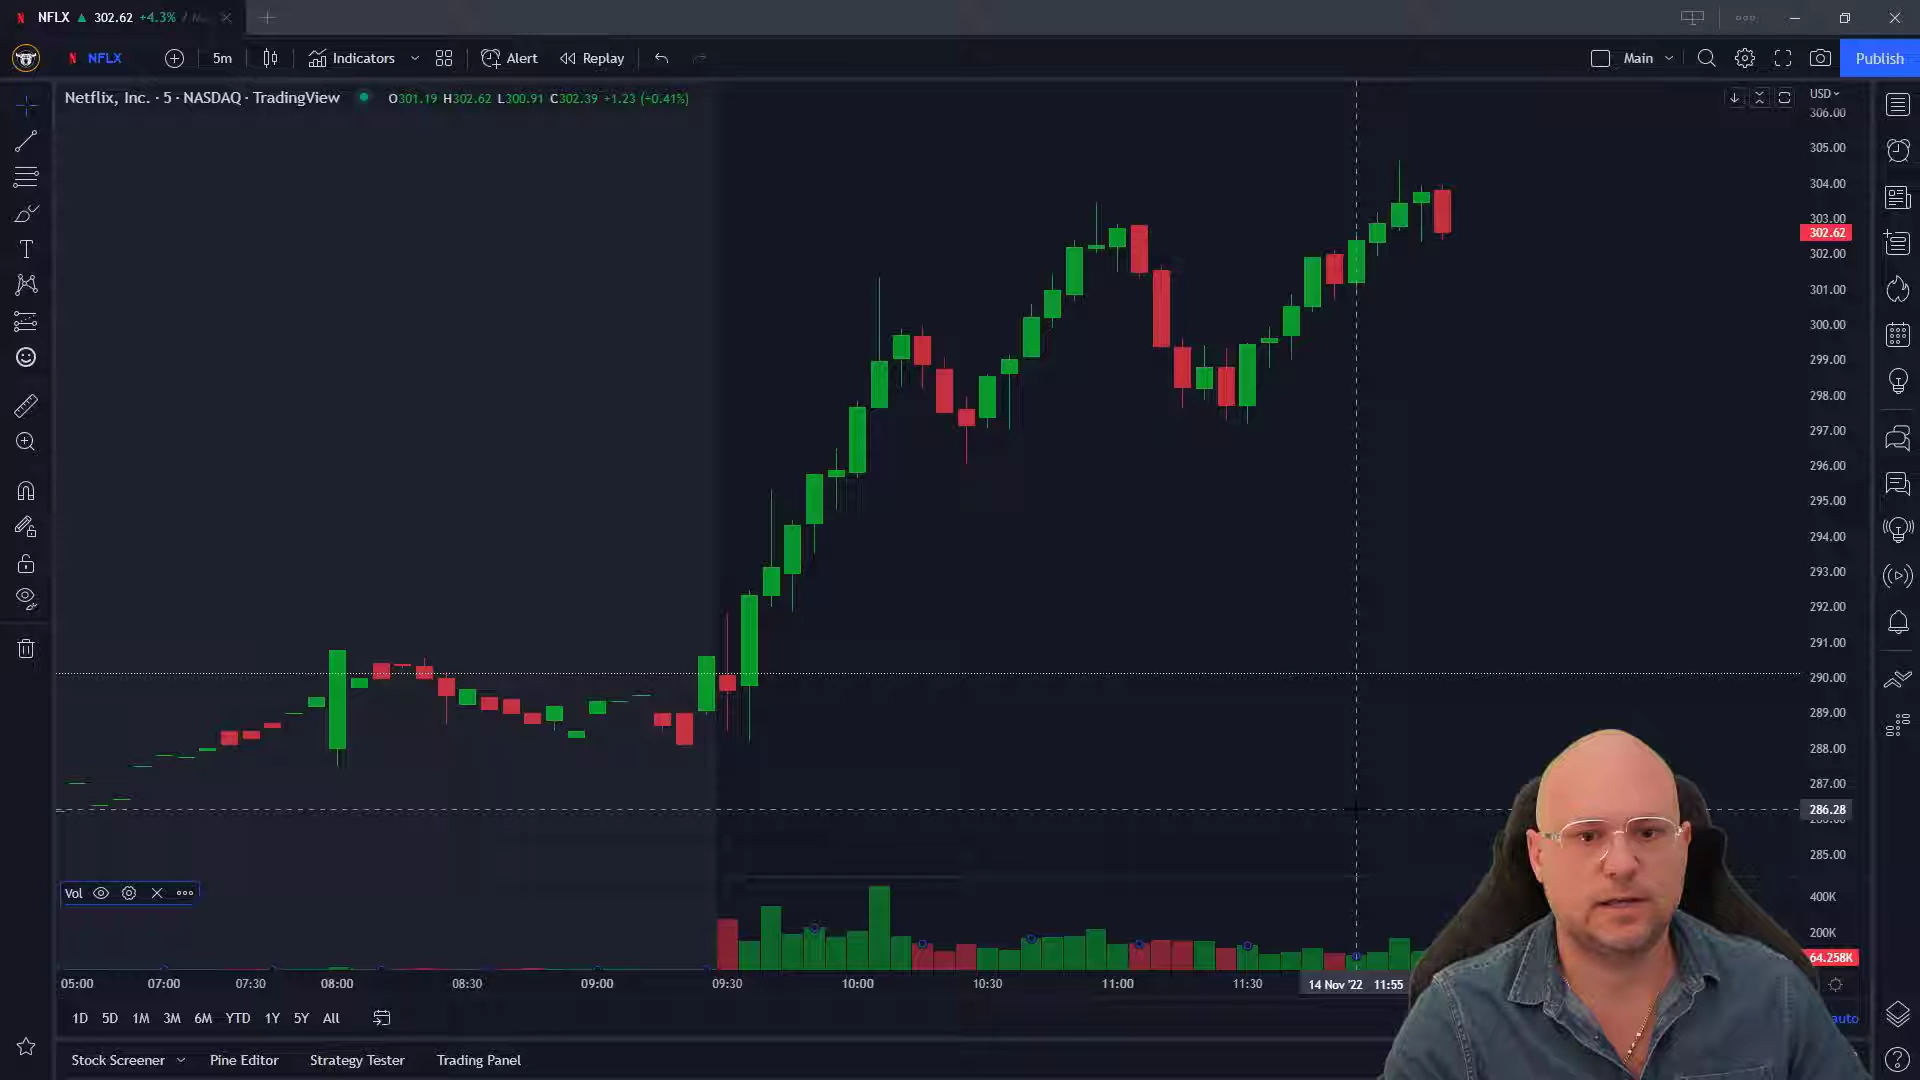 NFLX ▲ 302.62 +4.3% /
NFLX 5m Indicators Alert Replay Main Publish
Netflix, Inc. · 5 · NASDAQ · TradingView O301.19 H302.62 L300.91 C302.39 +1.23 (+0.41%)
USD
306.00
305.00
304.00
303.00
302.62
302.00
301.00
300.00
299.00
298.00
297.00
296.00
295.00
294.00
293.00
292.00
291.00
290.00
289.00
288.00
287.00
286.28
285.00
Vol
400K
200K
64.258K
05:00 07:00 07:30 08:00 08:30 09:00 09:30 10:00 10:30 11:00 11:30 14 Nov '22 11:55
1D 5D 1M 3M 6M YTD 1Y 5Y All auto
Stock Screener Pine Editor Strategy Tester Trading Panel